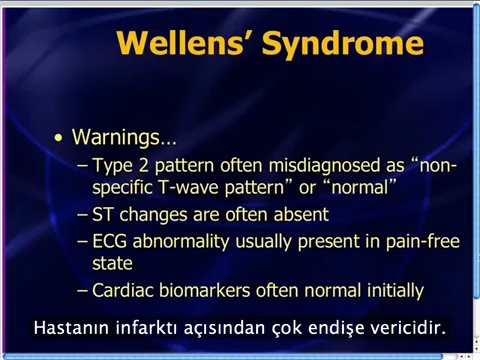 Wellens’ Syndrome
• Warnings…
– Type 2 pattern often misdiagnosed as “non-
specific T-wave pattern” or “normal”
– ST changes are often absent
– ECG abnormality usually present in pain-free
state
– Cardiac biomarkers often normal initially
Hastanın infarktı açısından çok endişe vericidir.